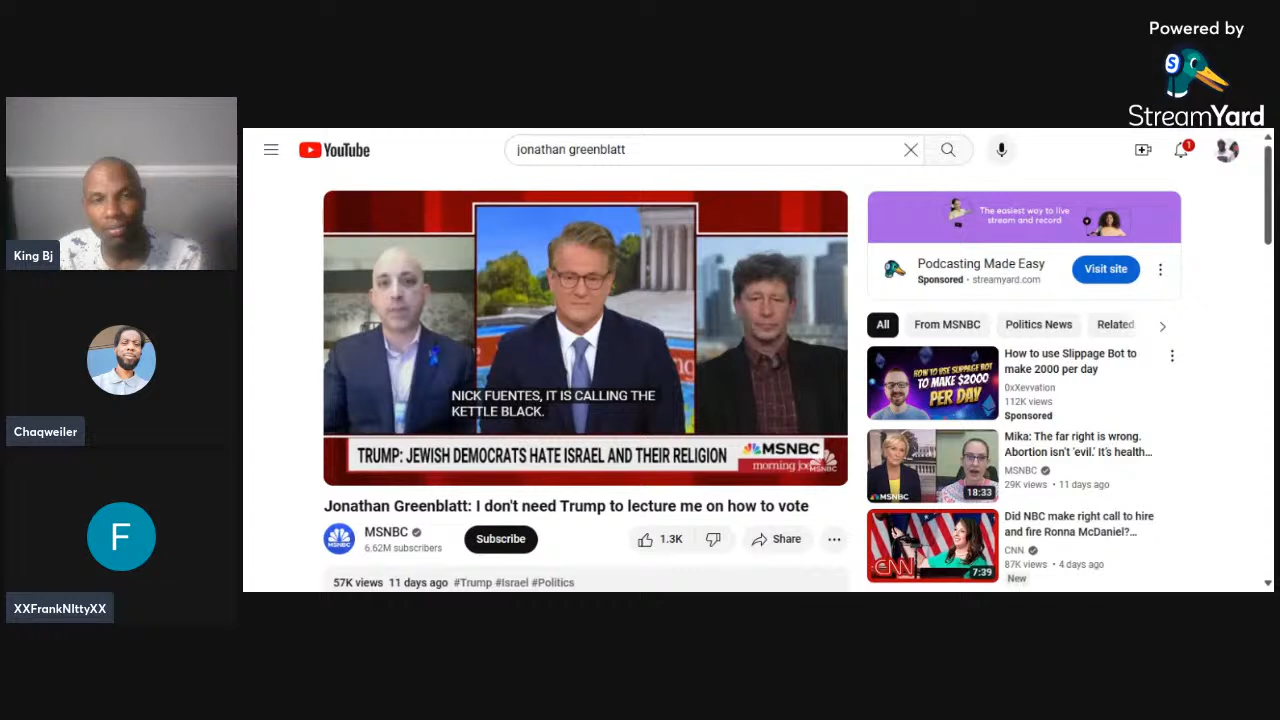 Powered by
StreamYard
King Bj
Chaqweiler
F
XXFrankNIttyXX
YouTube
jonathan greenblatt
1
NICK FUENTES, IT IS CALLING THE
KETTLE BLACK.
TRUMP: JEWISH DEMOCRATS HATE ISRAEL AND THEIR RELIGION
MSNBC
morning joe
MSNBC
Jonathan Greenblatt: I don't need Trump to lecture me on how to vote
MSNBC
6.62M subscribers
Subscribe
1.3K
Share
57K views 11 days ago #Trump #Israel #Politics
The easiest way to live
stream and record
Podcasting Made Easy
Sponsored · streamyard.com
Visit site
All
From MSNBC
Politics News
Related
HOW TO USE SLIPPAGE BOT
TO MAKE $2000
PER DAY
How to use Slippage Bot to
make 2000 per day
0xXevvation
112K views
Sponsored
MSNBC
18:33
Mika: The far right is wrong.
Abortion isn't 'evil.' It's health...
MSNBC
29K views · 11 days ago
CNN
7:39
Did NBC make right call to hire
and fire Ronna McDaniel?...
CNN
87K views · 4 days ago
New